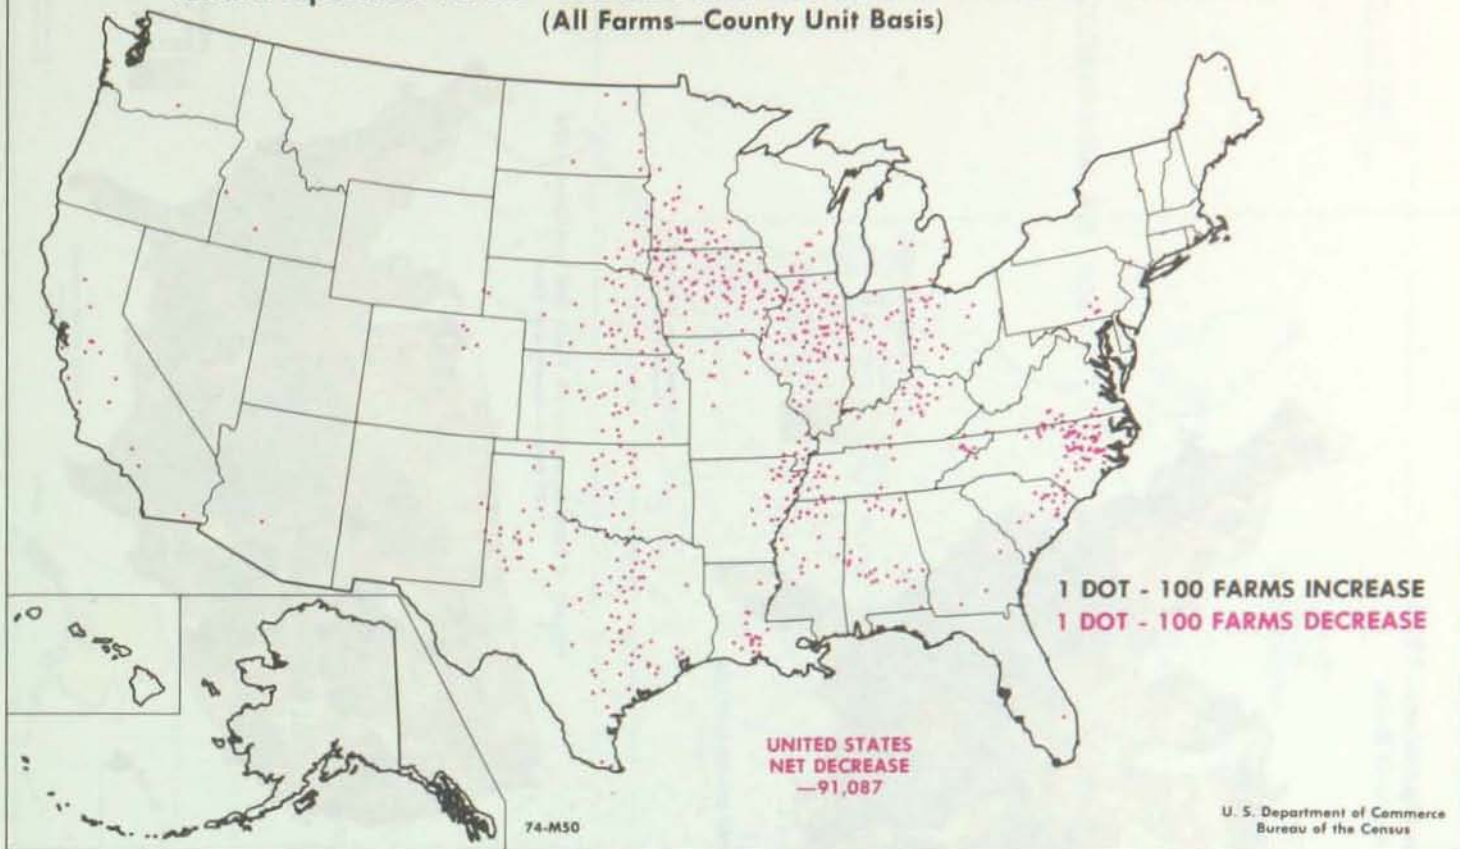 (All Farms—County Unit Basis)
1 DOT - 100 FARMS INCREASE
1 DOT - 100 FARMS DECREASE
UNITED STATES
NET DECREASE
—91,087
74-M50
U. S. Department of Commerce
Bureau of the Census